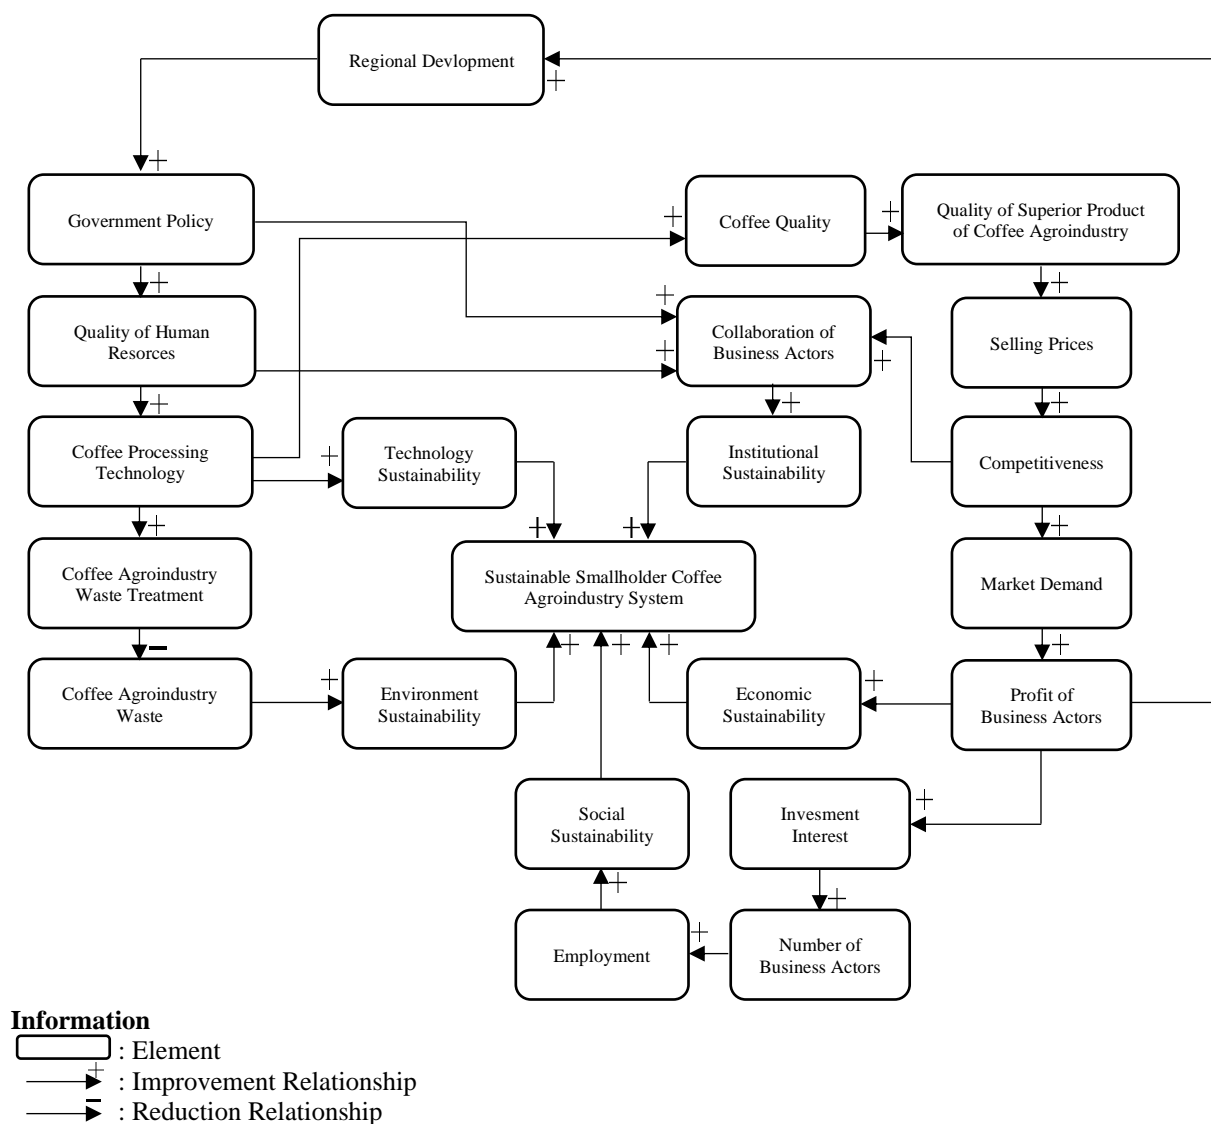 Regional Devlopment
+
+
Government Policy
+
Coffee Quality
+
Quality of Superior Product
of Coffee Agroindustry
+
+
Quality of Human
Resorces
+
+
Collaboration of
Business Actors
+
Selling Prices
+
+
Coffee Processing
Technology
+
Technology
Sustainability
+
Institutional
Sustainability
Competitiveness
+
+
+
+
Coffee Agroindustry
Waste Treatment
Sustainable Smallholder Coffee
Agroindustry System
Market Demand
−
+
+
+
+
Coffee Agroindustry
Waste
+
Environment
Sustainability
Economic
Sustainability
+
Profit of
Business Actors
Social
Sustainability
Invesment
Interest
+
+
+
Employment
+
Number of
Business Actors
Information
: Element
+
: Improvement Relationship
−
: Reduction Relationship